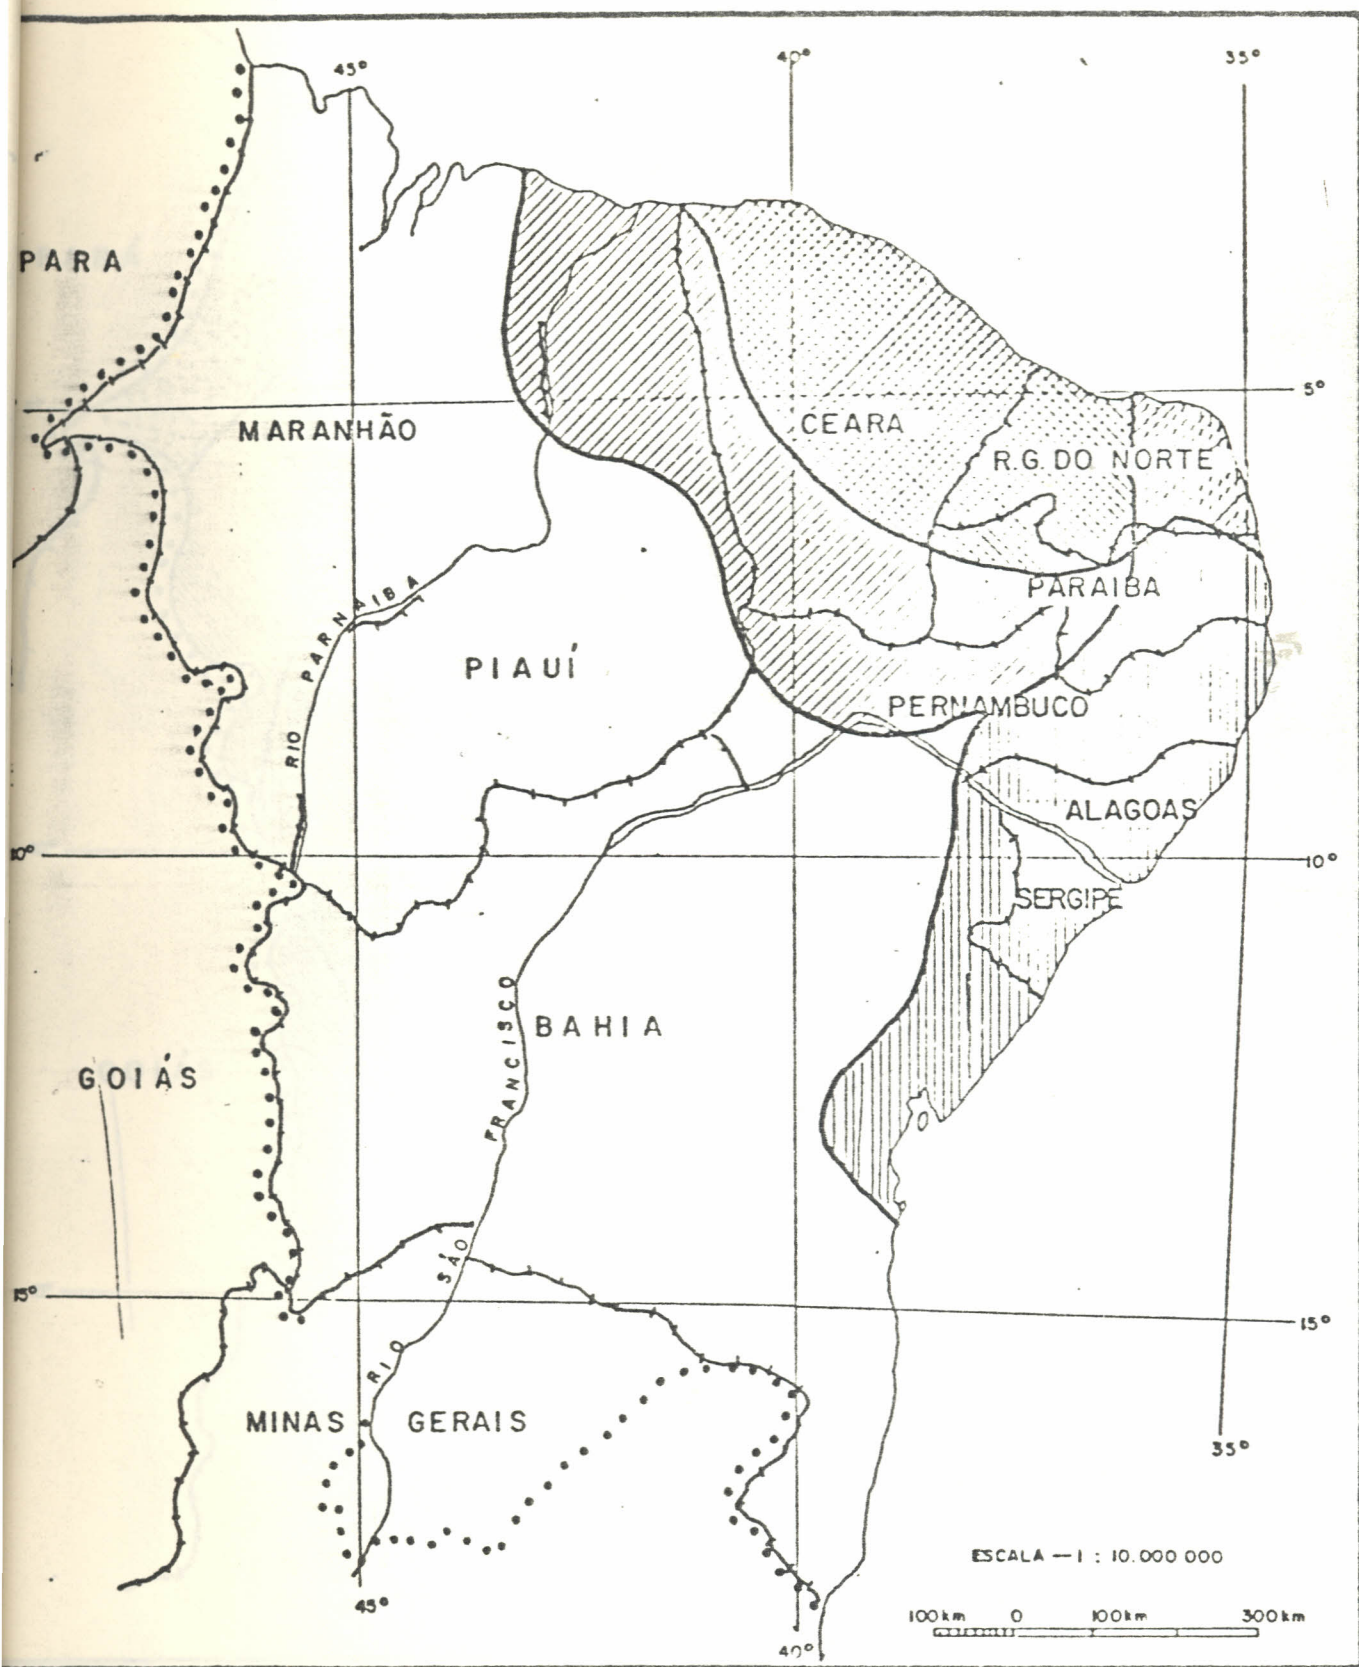 45° 40° 35°
PARA
5°
MARANHÃO
CEARA
R.G. DO NORTE
PARAIBA
RIO PARNAIBA
PIAUÍ
PERNAMBUCO
ALAGOAS
10° 10°
SERGIPE
RIO SÃO FRANCISCO
BAHIA
GOIÁS
15° 15°
MINAS GERAIS
35°
ESCALA — 1 : 10.000 000
45°
100km 0 100km 300km
40°